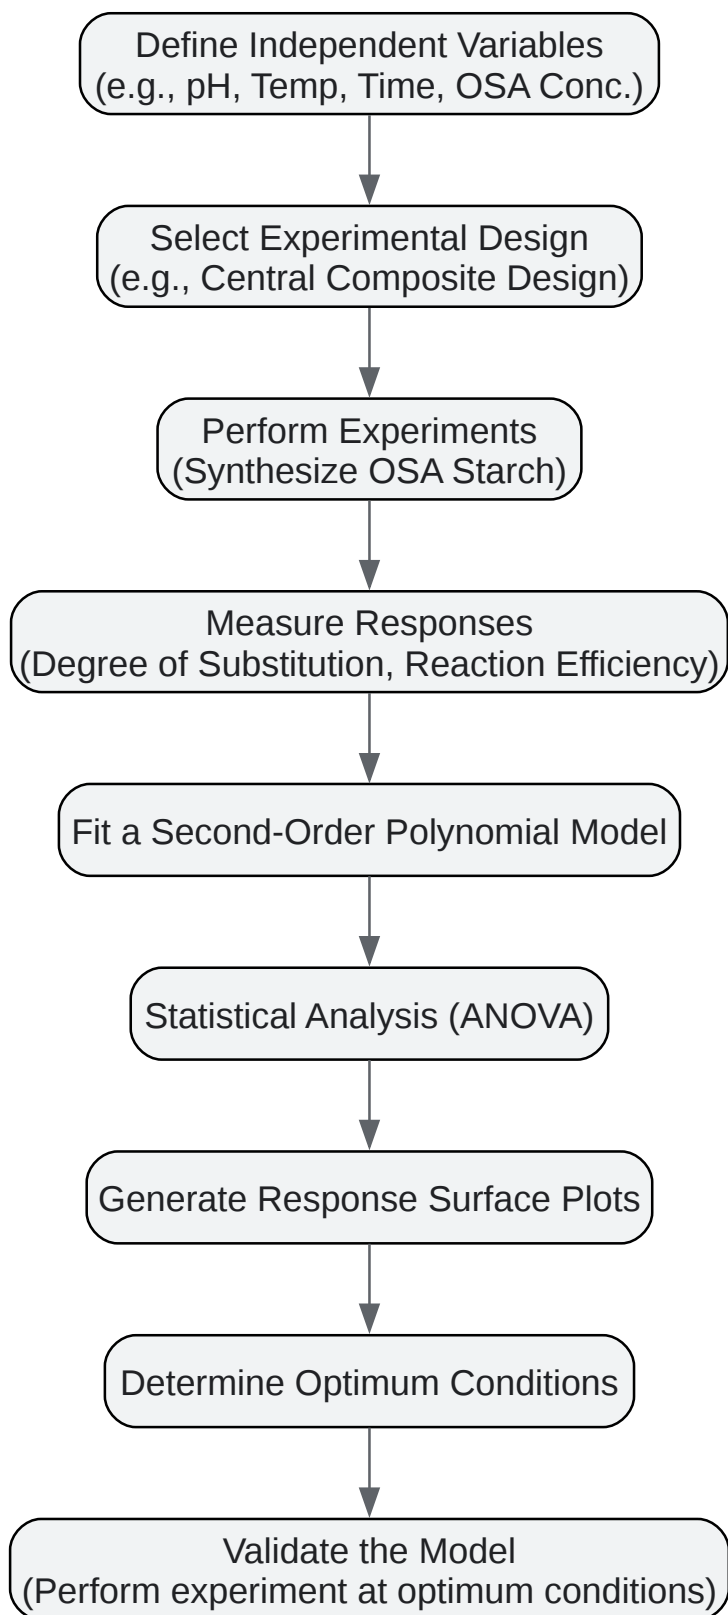 Define Independent Variables
(e.g., pH, Temp, Time, OSA Conc.)
Select Experimental Design
(e.g., Central Composite Design)
Perform Experiments
(Synthesize OSA Starch)
Measure Responses
(Degree of Substitution, Reaction Efficiency)
Fit a Second-Order Polynomial Model
Statistical Analysis (ANOVA)
Generate Response Surface Plots
Determine Optimum Conditions
Validate the Model
(Perform experiment at optimum conditions)